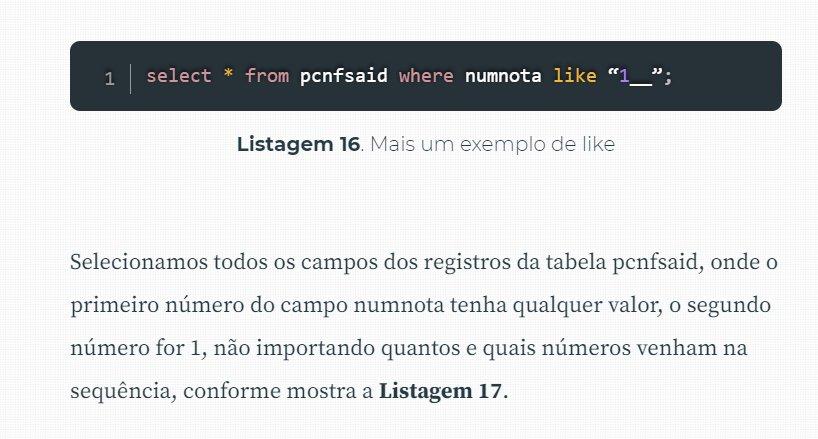 1 select * from pcnfsaid where numnota like “1__”;
Listagem 16. Mais um exemplo de like
Selecionamos todos os campos dos registros da tabela pcnfsaid, onde o
primeiro número do campo numnota tenha qualquer valor, o segundo
número for 1, não importando quantos e quais números venham na
sequência, conforme mostra a Listagem 17.